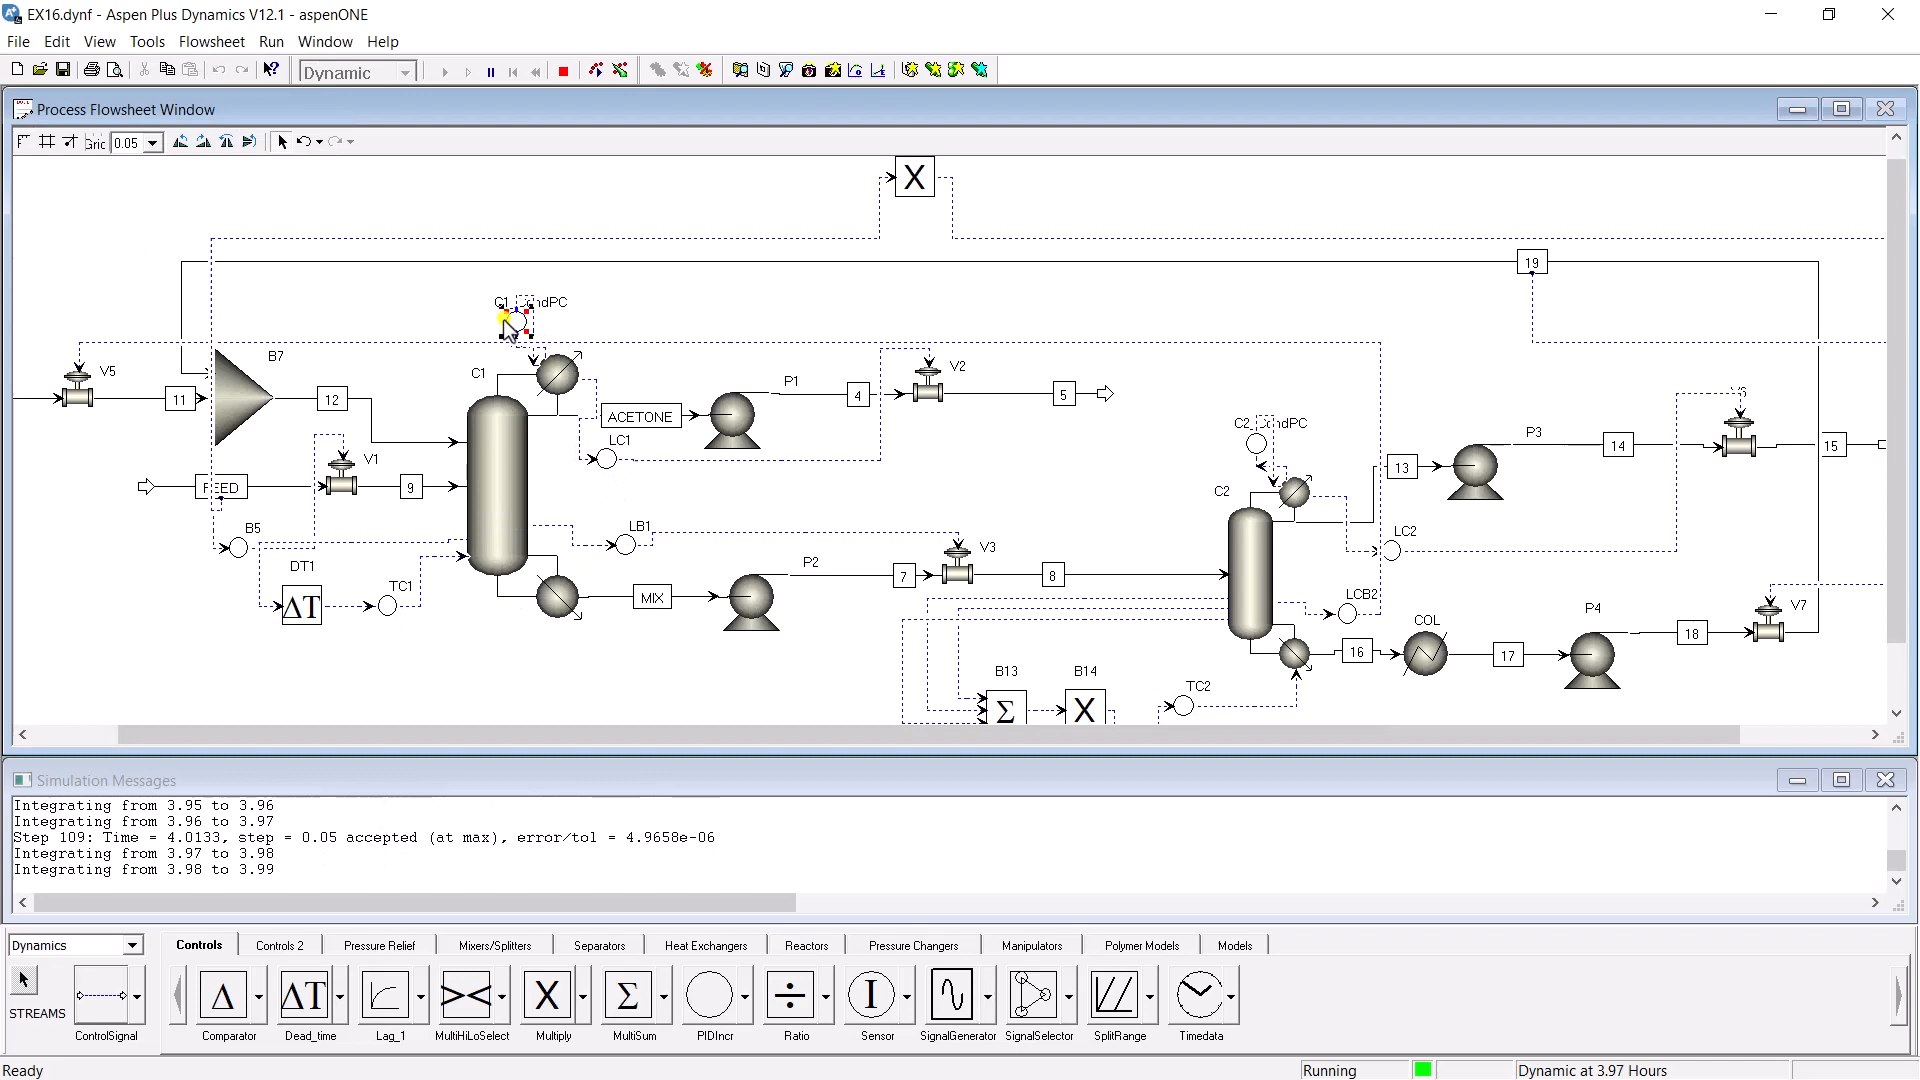 EX16.dynf - Aspen Plus Dynamics V12.1 - aspenONE
File Edit View Tools Flowsheet Run Window Help
Dynamic
Process Flowsheet Window
0.05
X
19
B7
V5
11
12
C1
P1
4
V2
5
ACETONE
LC1
V1
FEED
9
B5
DT1
ΔT
TC1
LB1
MIX
P2
7
V3
8
C2
13
P3
14
15
LC2
LCB2
COL
16
17
P4
18
V7
B13
Σ
B14
X
TC2
Simulation Messages
Integrating from 3.95 to 3.96
Integrating from 3.96 to 3.97
Step 109: Time = 4.0133, step = 0.05 accepted (at max), error/tol = 4.9658e-06
Integrating from 3.97 to 3.98
Integrating from 3.98 to 3.99
Dynamics
Controls Controls 2 Pressure Relief Mixers/Splitters Separators Heat Exchangers Reactors Pressure Changers Manipulators Polymer Models Models
STREAMS
ControlSignal Comparator Dead_time Lag_1 MultiHiLoSelect Multiply MultiSum PIDIncr Ratio Sensor SignalGenerator SignalSelector SplitRange Timedata
Ready Running Dynamic at 3.97 Hours